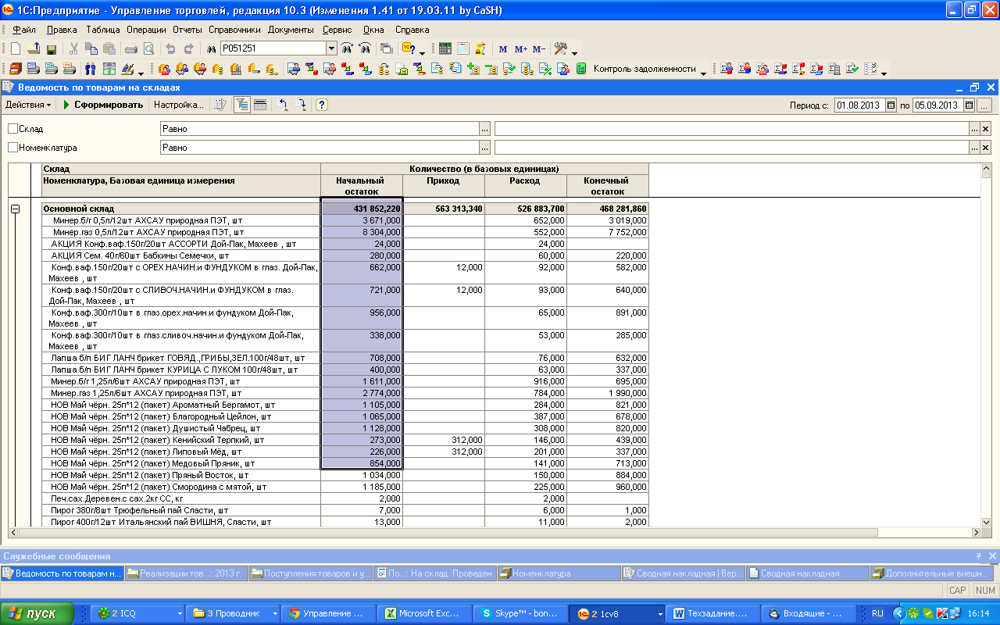 1С:Предприятие - Управление торговлей, редакция 10.3 (Изменения 1.41 от 19.03.11 by CaSH)
Файл Правка Таблица Операции Отчеты Справочники Документы Сервис Окна Справка
P051251 M M+ M-
Контроль задолженности
Ведомость по товарам на складах
Действия Сформировать Настройка... Период с: 01.08.2013 по 05.09.2013 ...
Склад Равно ... ...
Номенклатура Равно ... ...
Склад Количество (в базовых единицах)
Номенклатура, Базовая единица измерения Начальный остаток Приход Расход Конечный остаток
Основной склад 431 852,220 563 313,340 526 883,700 468 281,860
Минер.б/г 0,5л/12шт АХСАУ природная ПЭТ, шт 3 671,000 652,000 3 019,000
Минер.газ 0,5л/12шт АХСАУ природная ПЭТ, шт 8 304,000 552,000 7 752,000
АКЦИЯ Конф.ваф.150г/20шт АССОРТИ Дой-Пак, Махеев , шт 24,000 24,000
АКЦИЯ Сем. 40г/60шт Бабкины Семечки, шт 280,000 60,000 220,000
Конф.ваф.150г/20шт с ОРЕХ.НАЧИН.и ФУНДУКОМ в глаз. Дой-Пак, 662,000 12,000 92,000 582,000
Махеев , шт
Конф.ваф.150г/20шт с СЛИВОЧ.НАЧИН.и ФУНДУКОМ в глаз. 721,000 12,000 93,000 640,000
Дой-Пак, Махеев , шт
Конф.ваф.300г/10шт в глаз.орех.начин.и фундуком Дой-Пак, 956,000 65,000 891,000
Махеев , шт
Конф.ваф.300г/10шт в глаз.сливоч.начин.и фундуком Дой-Пак, 338,000 53,000 285,000
Махеев , шт
Лапша б/п БИГ ЛАНЧ брикет ГОВЯД.,ГРИБЫ,ЗЕЛ.100г/48шт, шт 708,000 76,000 632,000
Лапша б/п БИГ ЛАНЧ брикет КУРИЦА С ЛУКОМ 100г/48шт, шт 400,000 63,000 337,000
Минер.б/г 1,25л/6шт АХСАУ природная ПЭТ, шт 1 611,000 916,000 695,000
Минер.газ 1,25л/6шт АХСАУ природная ПЭТ, шт 2 774,000 784,000 1 990,000
НОВ Май чёрн. 25п*12 (пакет) Ароматный Бергамот, шт 1 105,000 284,000 821,000
НОВ Май чёрн. 25п*12 (пакет) Благородный Цейлон, шт 1 065,000 387,000 678,000
НОВ Май чёрн. 25п*12 (пакет) Душистый Чабрец, шт 1 128,000 308,000 820,000
НОВ Май чёрн. 25п*12 (пакет) Кенийский Терпкий, шт 273,000 312,000 146,000 439,000
НОВ Май чёрн. 25п*12 (пакет) Липовый Мёд, шт 226,000 312,000 201,000 337,000
НОВ Май чёрн. 25п*12 (пакет) Медовый Пряник, шт 854,000 141,000 713,000
НОВ Май чёрн. 25п*12 (пакет) Пряный Восток, шт 1 034,000 150,000 884,000
НОВ Май чёрн. 25п*12 (пакет) Смородина с мятой, шт 1 185,000 225,000 960,000
Печ.сах.Деревен.с сах.2кг СС, кг 2,000 2,000
Пирог 380г/8шт Трюфельный пай Сласти, шт 7,000 6,000 1,000
Пирог 400г/12шт Итальянский пай ВИШНЯ, Сласти, шт 13,000 11,000 2,000
Служебные сообщения
Ведомость по товарам н... Реализации тов...: 2013 г. Поступления товаров и у... По...: На склад. Проведен Номенклатура Сводная накладная | Вер... Сводная накладная Дополнительные внешн...
CAP NUM
пуск 2 ICQ 3 Проводник Управление ... Microsoft Exc... Skype™ - bon... 2 1cv8 Техзадание.... Входящие - ... RU 16:14